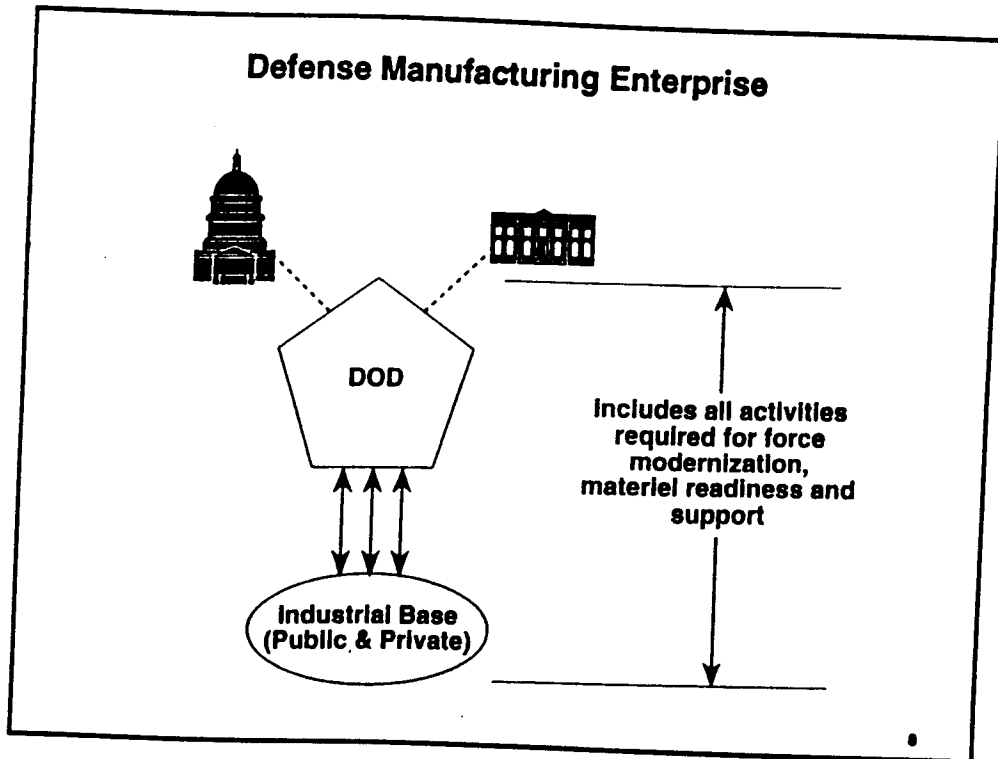 Defense Manufacturing Enterprise
DOD
Includes all activities
required for force
modernization,
materiel readiness and
support
Industrial Base
(Public & Private)